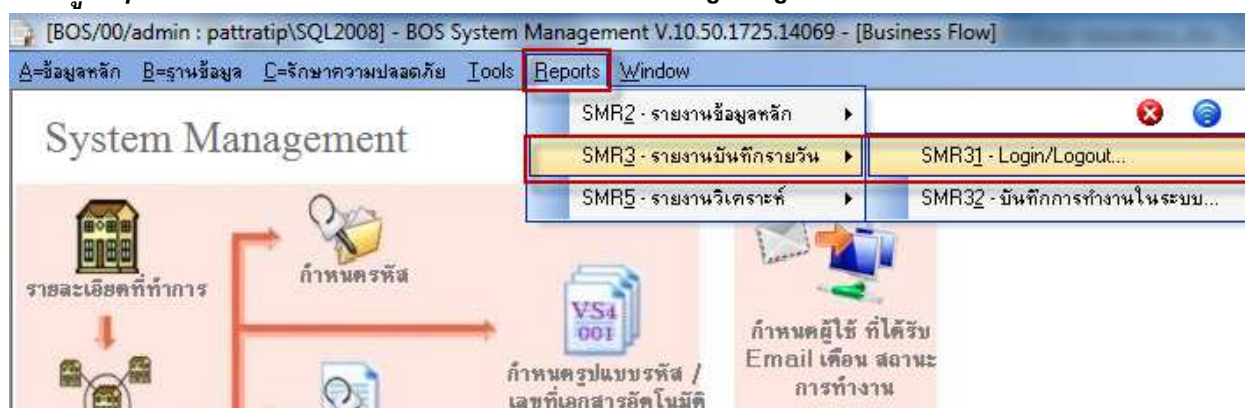 [BOS/00/admin : pattratip\SQL2008] - BOS System Management V.10.50.1725.14069 - [Business Flow]
A=ข้อมูลหลัก B=ฐานข้อมูล C=รักษาความปลอดภัย Tools Reports Window
System Management
SMR2 - รายงานข้อมูลหลัก
SMR3 - รายงานบันทึกรายวัน
SMR31 - Login/Logout...
SMR5 - รายงานวิเคราะห์
SMR32 - บันทึกการทำงานในระบบ...
รายละเอียดที่ทำการ
กำหนดรหัส
VS4
001
กำหนดรูปแบบรหัส /
เลขที่เอกสารอัตโนมัติ
กำหนดผู้ใช้ ที่ได้รับ
Email เตือน สถานะ
การทำงาน